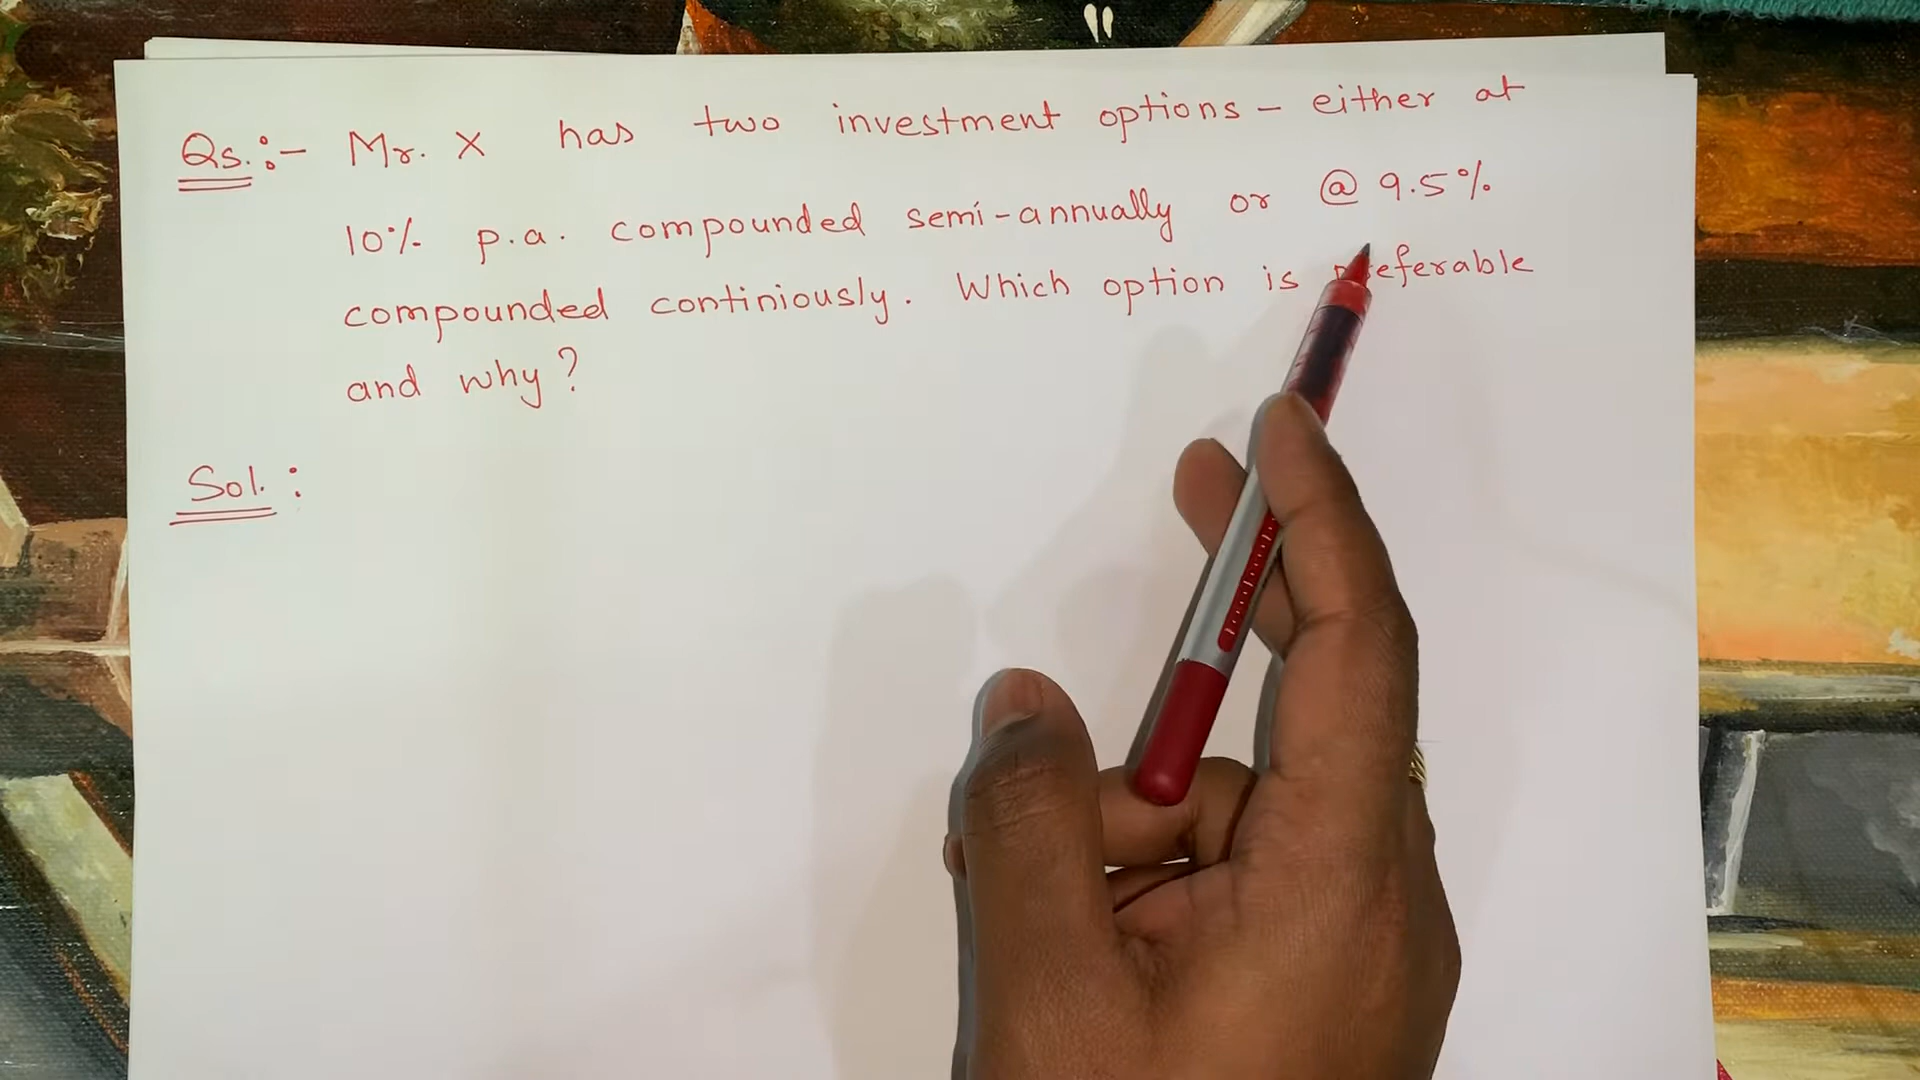 Qs.:- Mr. X has two investment options - either at
10% p.a. compounded semi-annually or @ 9.5%
compounded continiously. Which option is preferable
and why?
Sol. :